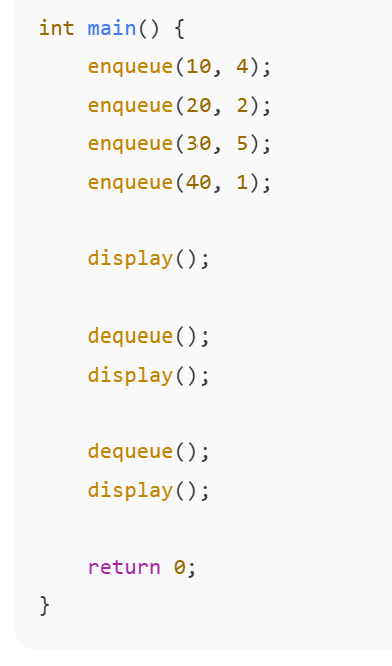 int main() {
    enqueue(10, 4);
    enqueue(20, 2);
    enqueue(30, 5);
    enqueue(40, 1);

    display();

    dequeue();
    display();

    dequeue();
    display();

    return 0;
}